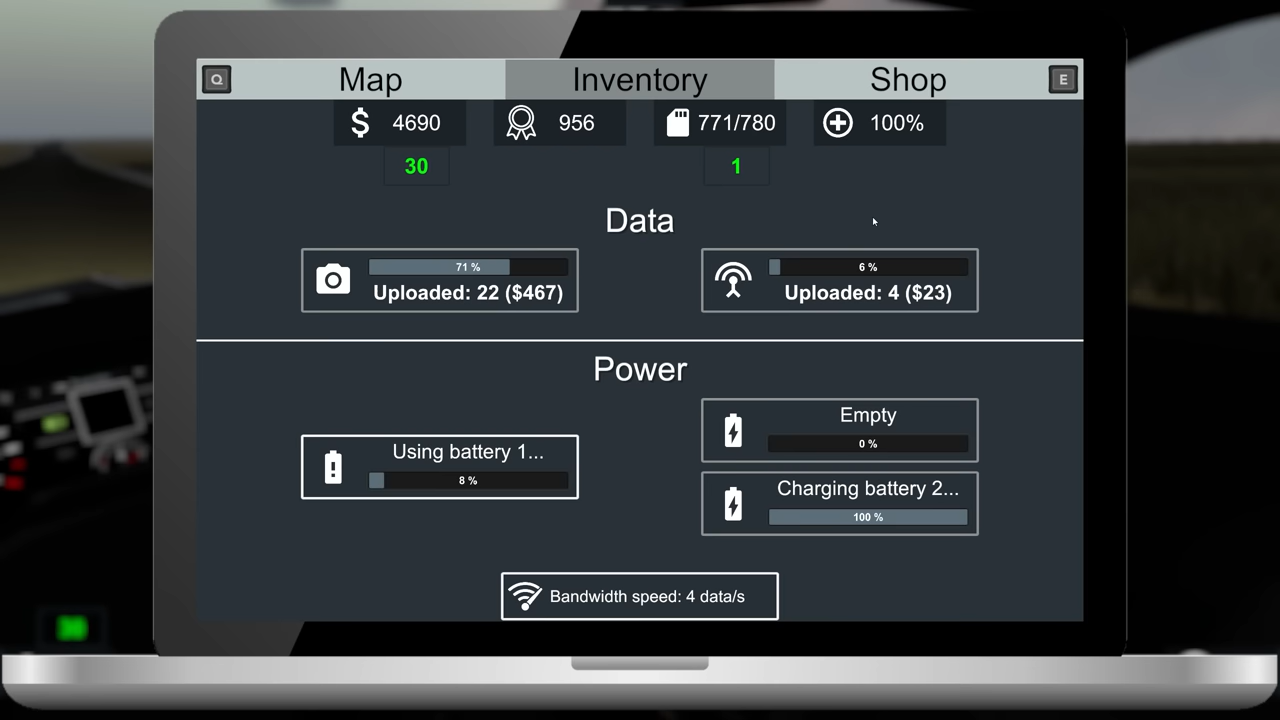 Q Map Inventory Shop E
$ 4690 956 771/780 100%
30 1
Data
71 % 6 %
Uploaded: 22 ($467) Uploaded: 4 ($23)
Power
Empty
0 %
Using battery 1...
8 %
Charging battery 2...
100 %
Bandwidth speed: 4 data/s